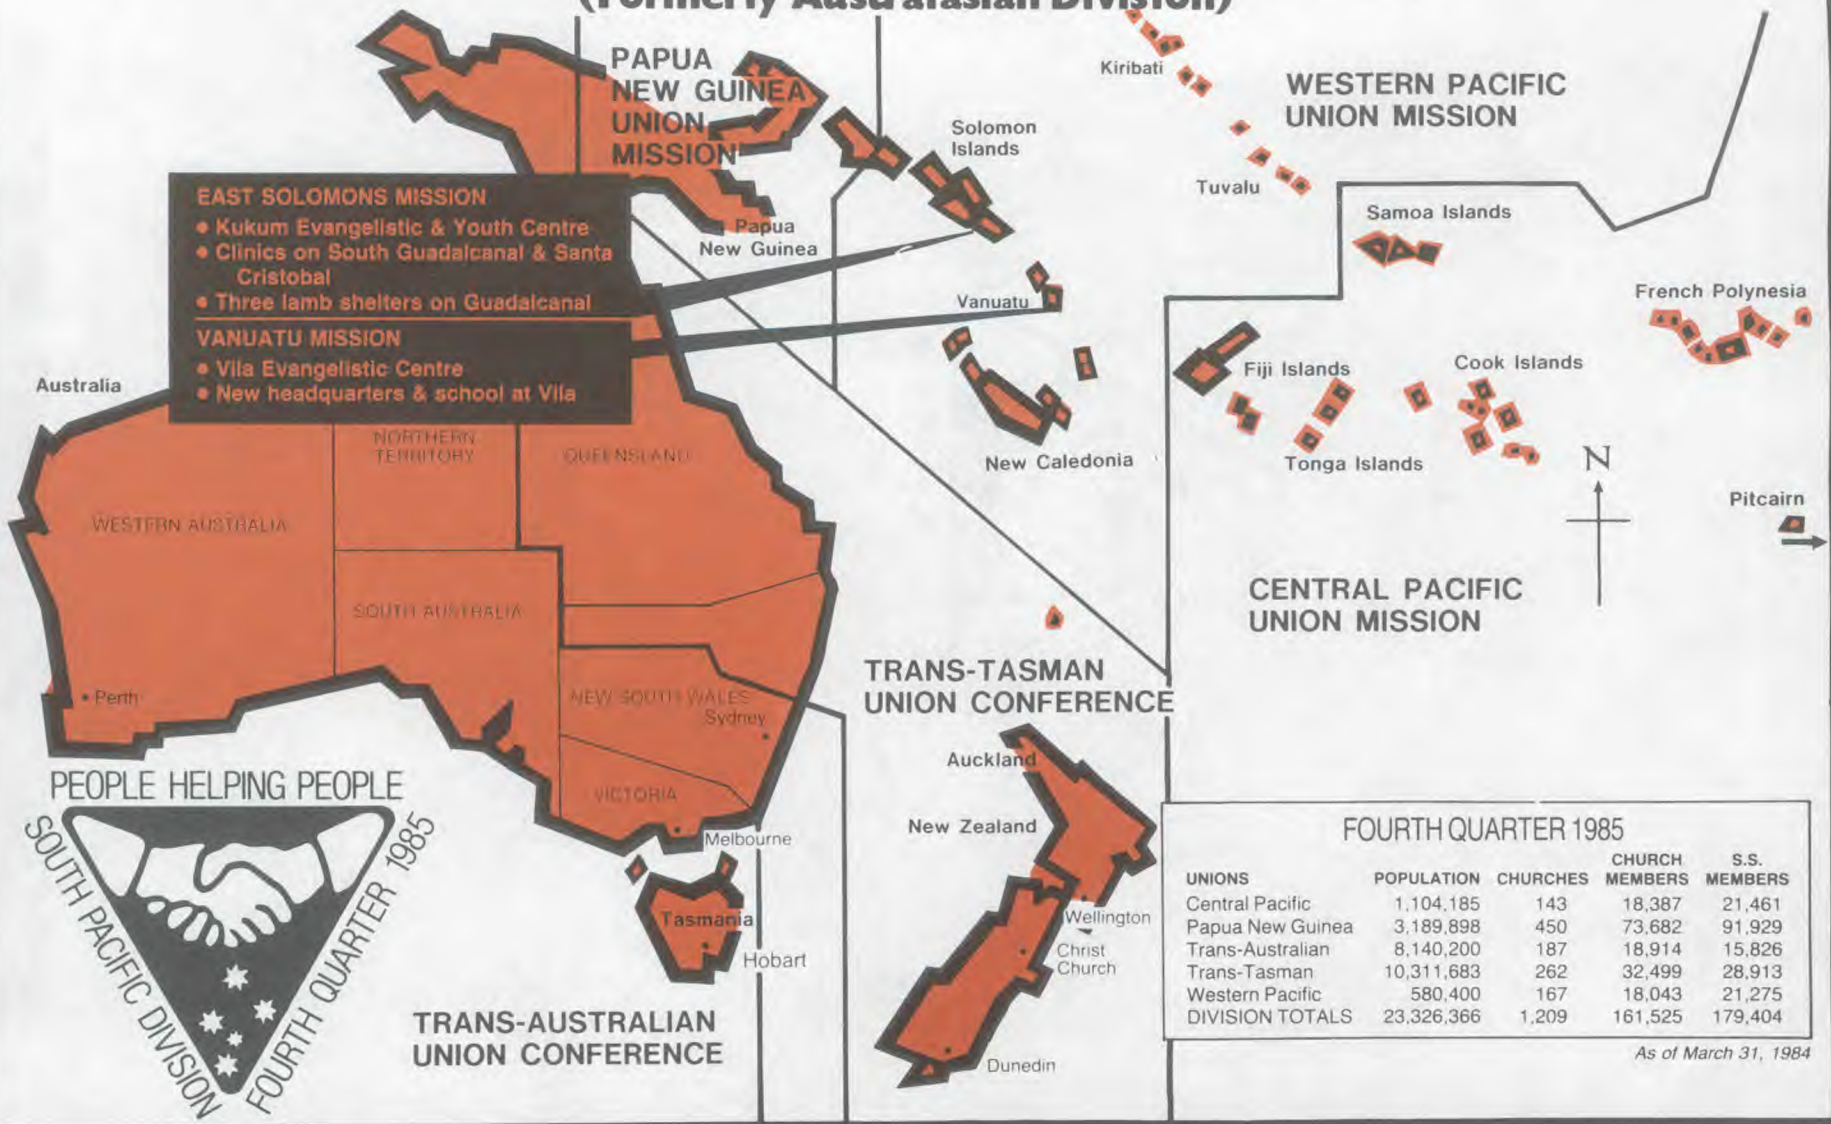 (Formerly Australasian Division)
PAPUA
NEW GUINEA
UNION
MISSION
Kiribati
WESTERN PACIFIC
UNION MISSION
Solomon
Islands
Tuvalu
Samoa Islands
EAST SOLOMONS MISSION
• Kukum Evangelistic & Youth Centre
• Clinics on South Guadalcanal & Santa
Cristobal
• Three lamb shelters on Guadalcanal
VANUATU MISSION
• Vila Evangelistic Centre
• New headquarters & school at Vila
Papua
New Guinea
Vanuatu
French Polynesia
Fiji Islands
Cook Islands
Australia
NORTHERN
TERRITORY
QUEENSLAND
New Caledonia
Tonga Islands
N
Pitcairn
WESTERN AUSTRALIA
SOUTH AUSTRALIA
CENTRAL PACIFIC
UNION MISSION
TRANS-TASMAN
UNION CONFERENCE
Perth
NEW SOUTH WALES
Sydney
Auckland
New Zealand
VICTORIA
Melbourne
PEOPLE HELPING PEOPLE
SOUTH PACIFIC DIVISION
FOURTH QUARTER 1985
Tasmania
Hobart
Wellington
Christ
Church
Dunedin
TRANS-AUSTRALIAN
UNION CONFERENCE
FOURTH QUARTER 1985
UNIONS POPULATION CHURCHES CHURCH MEMBERS S.S. MEMBERS
Central Pacific 1,104,185 143 18,387 21,461
Papua New Guinea 3,189,898 450 73,682 91,929
Trans-Australian 8,140,200 187 18,914 15,826
Trans-Tasman 10,311,683 262 32,499 28,913
Western Pacific 580,400 167 18,043 21,275
DIVISION TOTALS 23,326,366 1,209 161,525 179,404
As of March 31, 1984